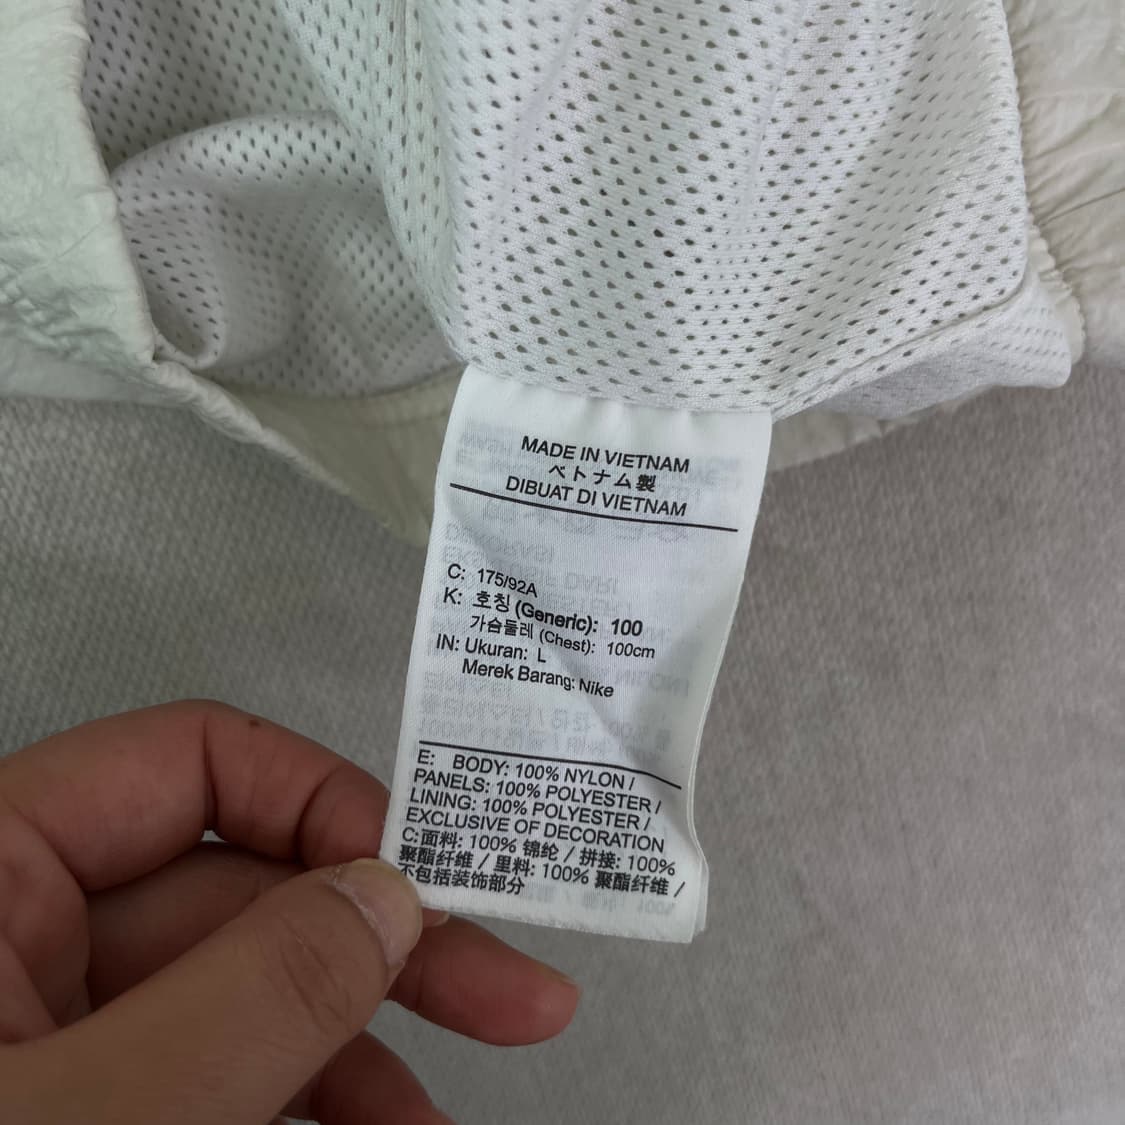 MADE IN VIETNAM
ベトナム製
DIBUAT DI VIETNAM
C: 175/92A
K: 호칭 (Generic): 100
가슴둘레 (Chest): 100cm
IN: Ukuran: L
Merek Barang: Nike
E: BODY: 100% NYLON /
PANELS: 100% POLYESTER /
LINING: 100% POLYESTER /
EXCLUSIVE OF DECORATION
C: 面料: 100% 锦纶 / 拼接: 100%
聚酯纤维 / 里料: 100% 聚酯纤维 /
不包括装饰部分